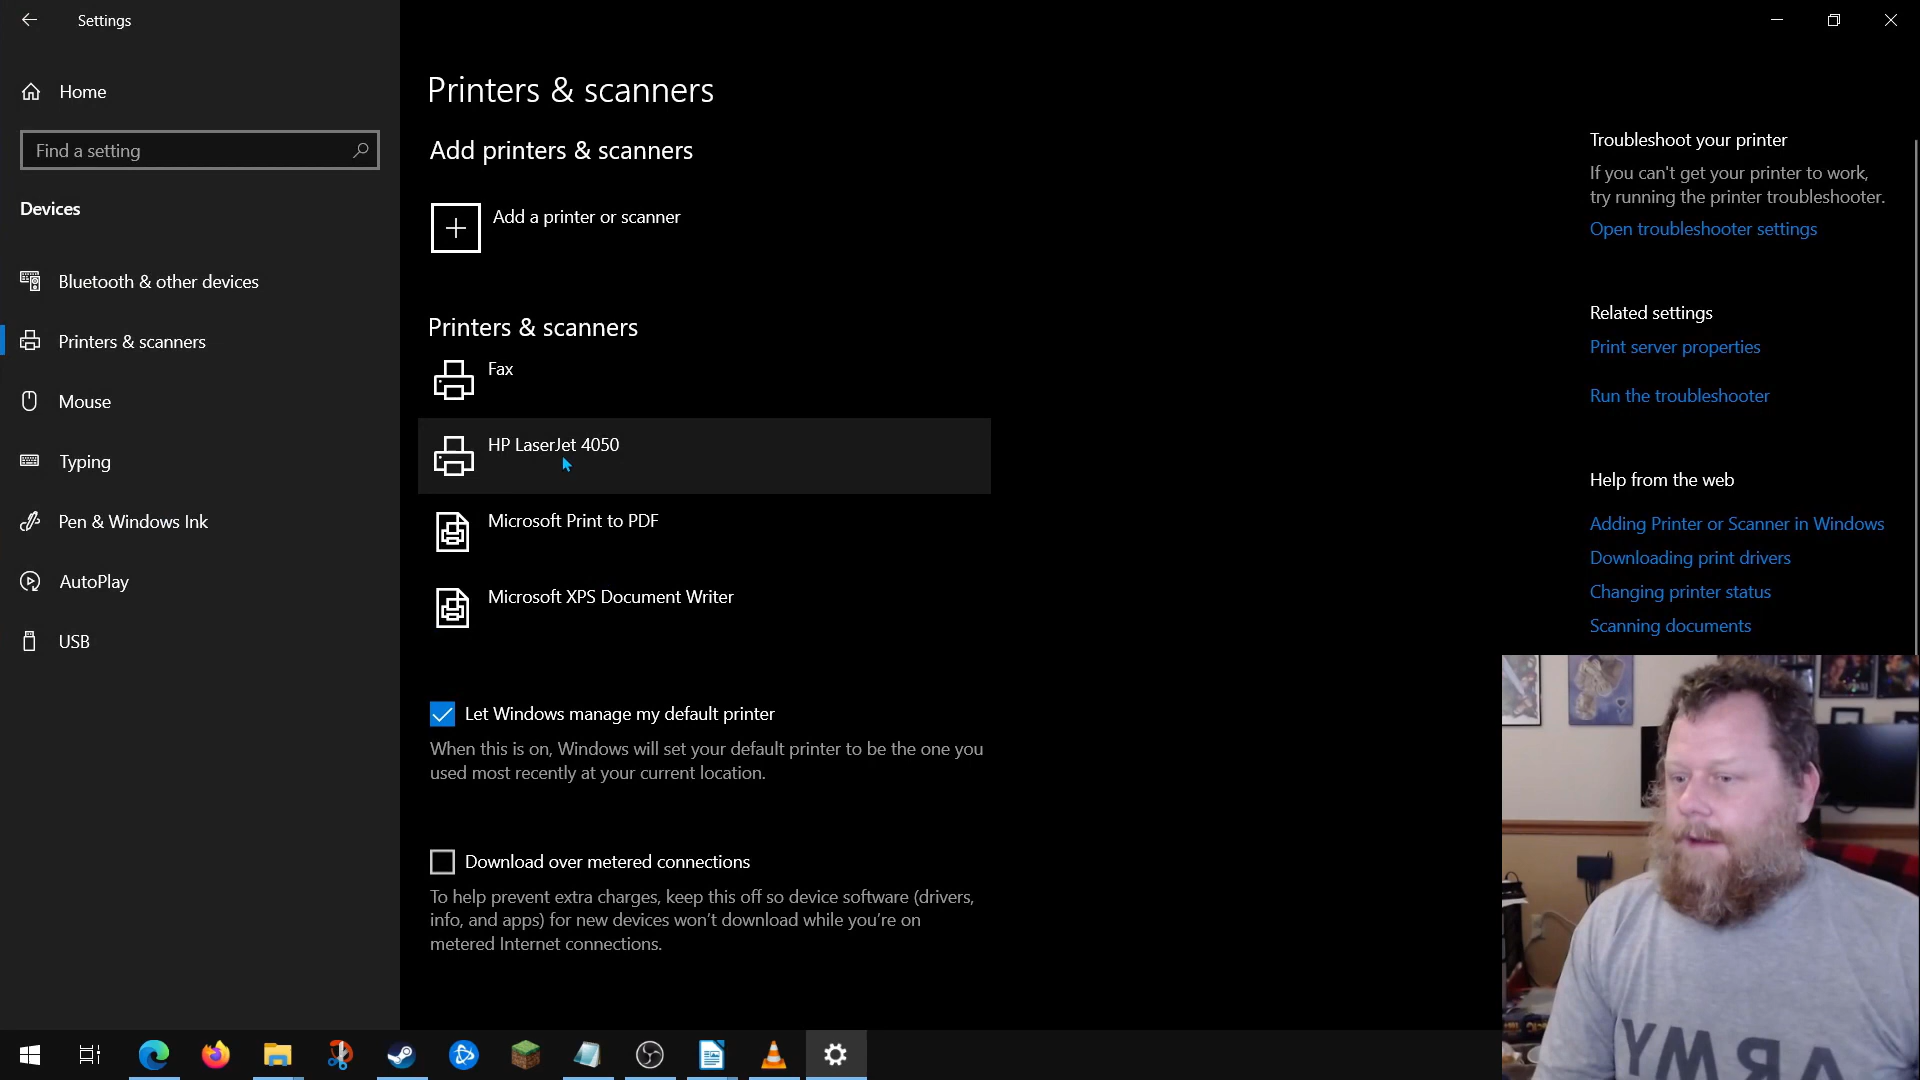 Settings
Home
Find a setting
Devices
Bluetooth & other devices
Printers & scanners
Mouse
Typing
Pen & Windows Ink
AutoPlay
USB
Printers & scanners
Add printers & scanners
Add a printer or scanner
Printers & scanners
Fax
HP LaserJet 4050
Microsoft Print to PDF
Microsoft XPS Document Writer
Let Windows manage my default printer
When this is on, Windows will set your default printer to be the one you
used most recently at your current location.
Download over metered connections
To help prevent extra charges, keep this off so device software (drivers,
info, and apps) for new devices won't download while you're on
metered Internet connections.
Troubleshoot your printer
If you can't get your printer to work,
try running the printer troubleshooter.
Open troubleshooter settings
Related settings
Print server properties
Run the troubleshooter
Help from the web
Adding Printer or Scanner in Windows
Downloading print drivers
Changing printer status
Scanning documents
ARMY